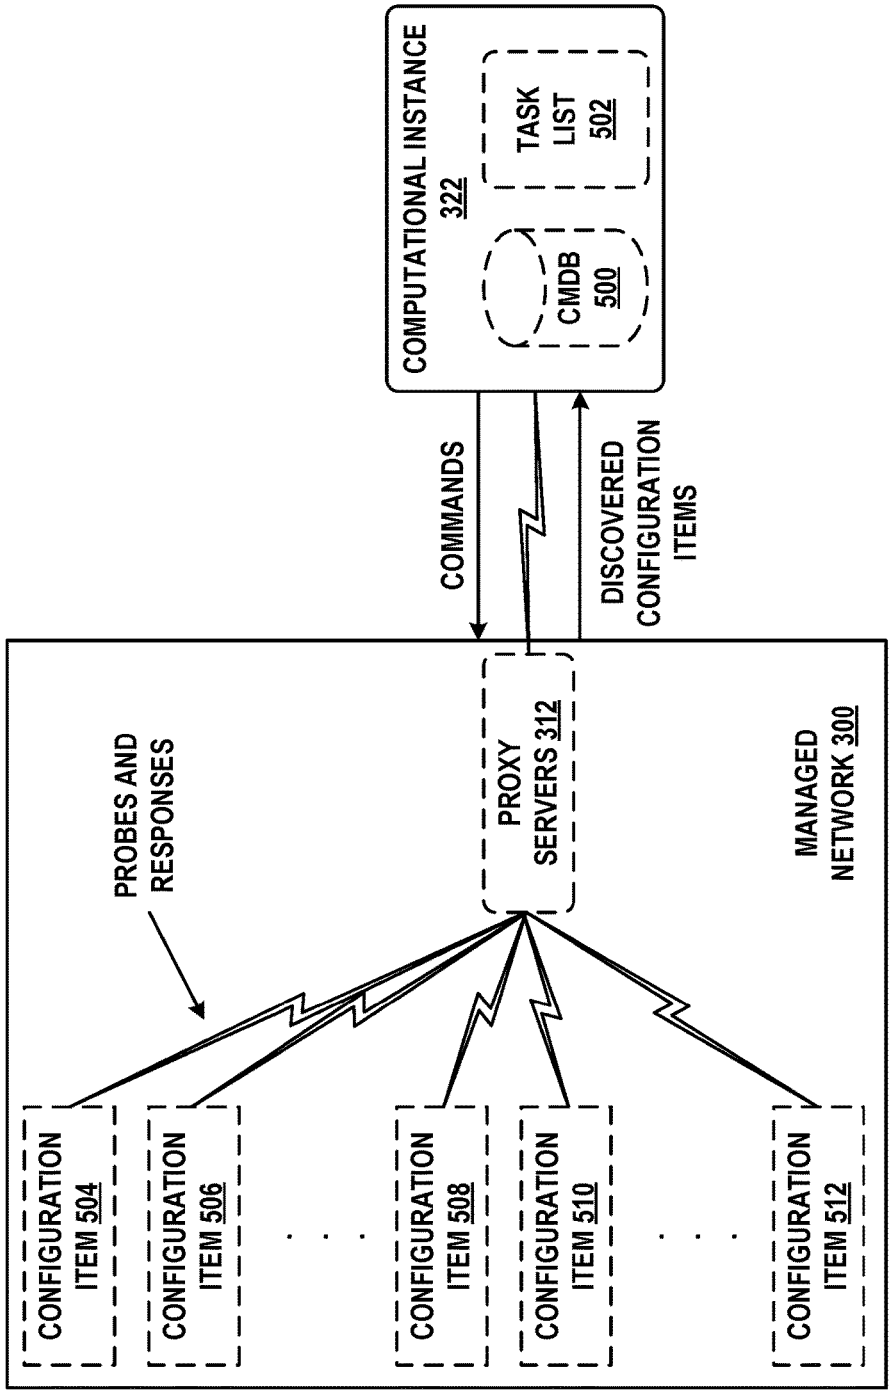 CONFIGURATION
ITEM 504
CONFIGURATION
ITEM 506
. . . .
CONFIGURATION
ITEM 508
CONFIGURATION
ITEM 510
. . . .
CONFIGURATION
ITEM 512
PROBES AND
RESPONSES
PROXY
SERVERS 312
MANAGED
NETWORK 300
COMMANDS
DISCOVERED
CONFIGURATION
ITEMS
COMPUTATIONAL INSTANCE
322
CMDB
500
TASK
LIST
502